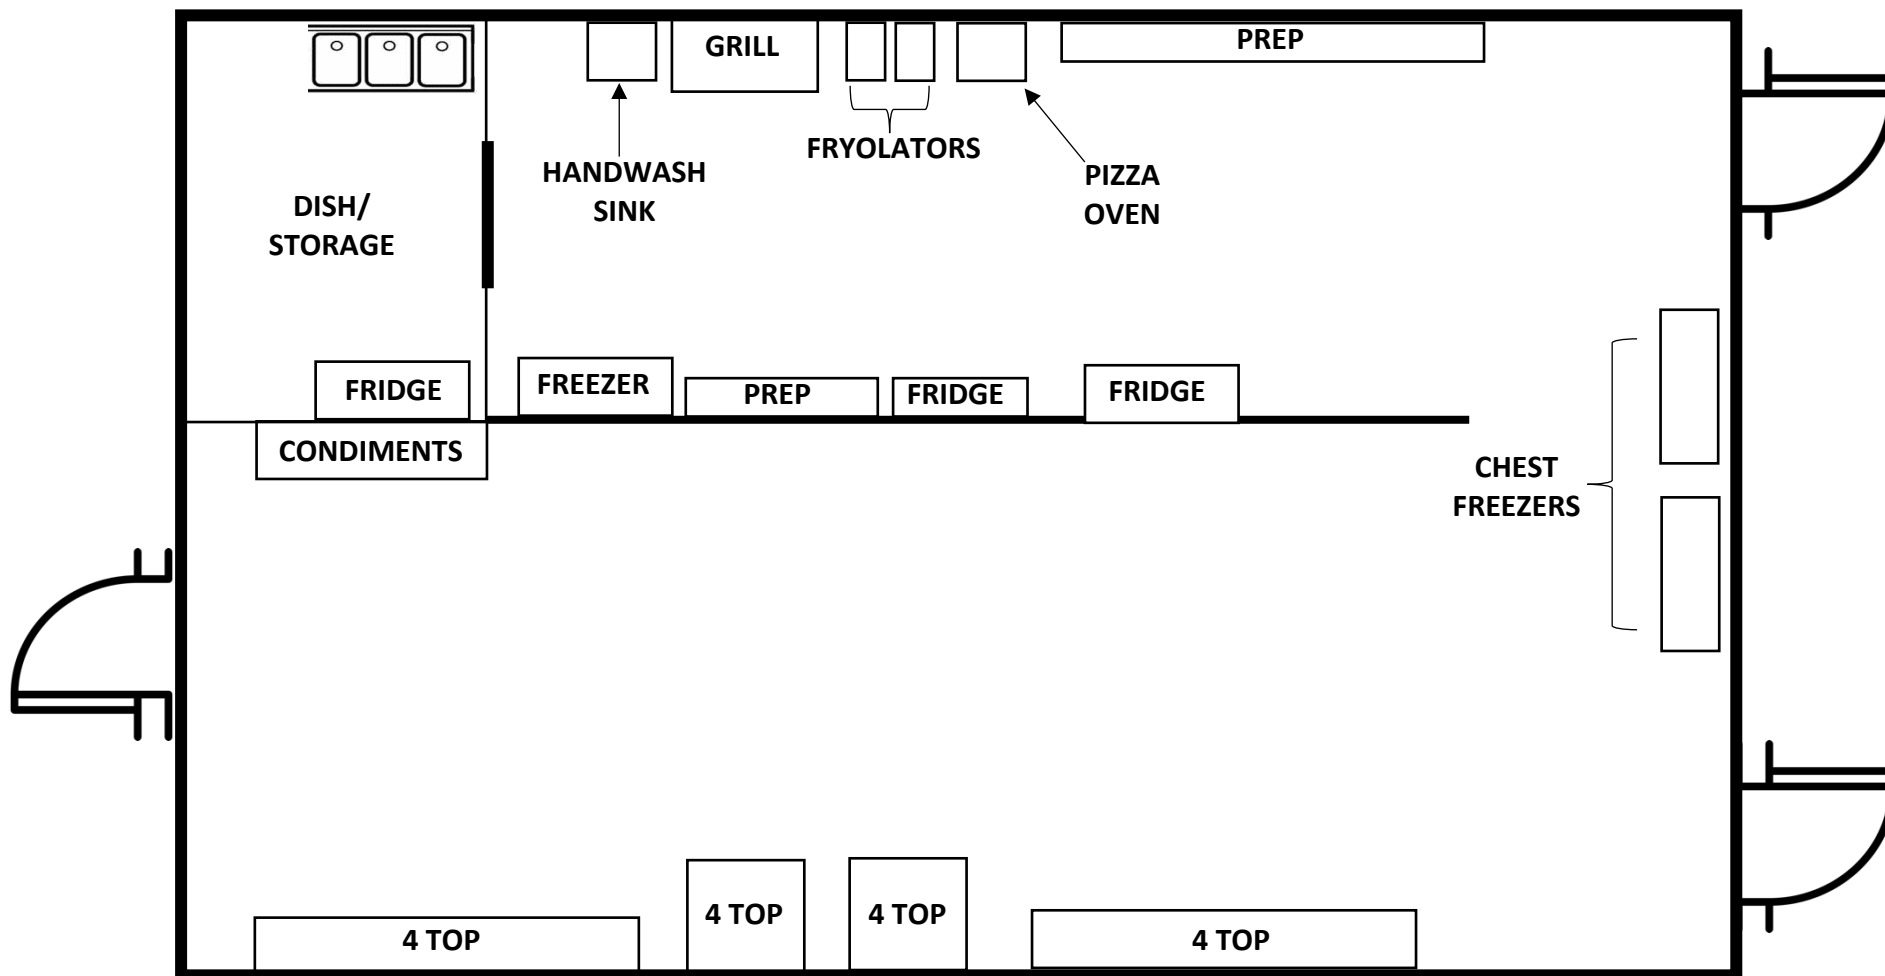 GRILL
PREP
FRYOLATORS
HANDWASH
SINK
PIZZA
OVEN
DISH/
STORAGE
FRIDGE
FREEZER
PREP
FRIDGE
FRIDGE
CONDIMENTS
CHEST
FREEZERS
4 TOP
4 TOP
4 TOP
4 TOP